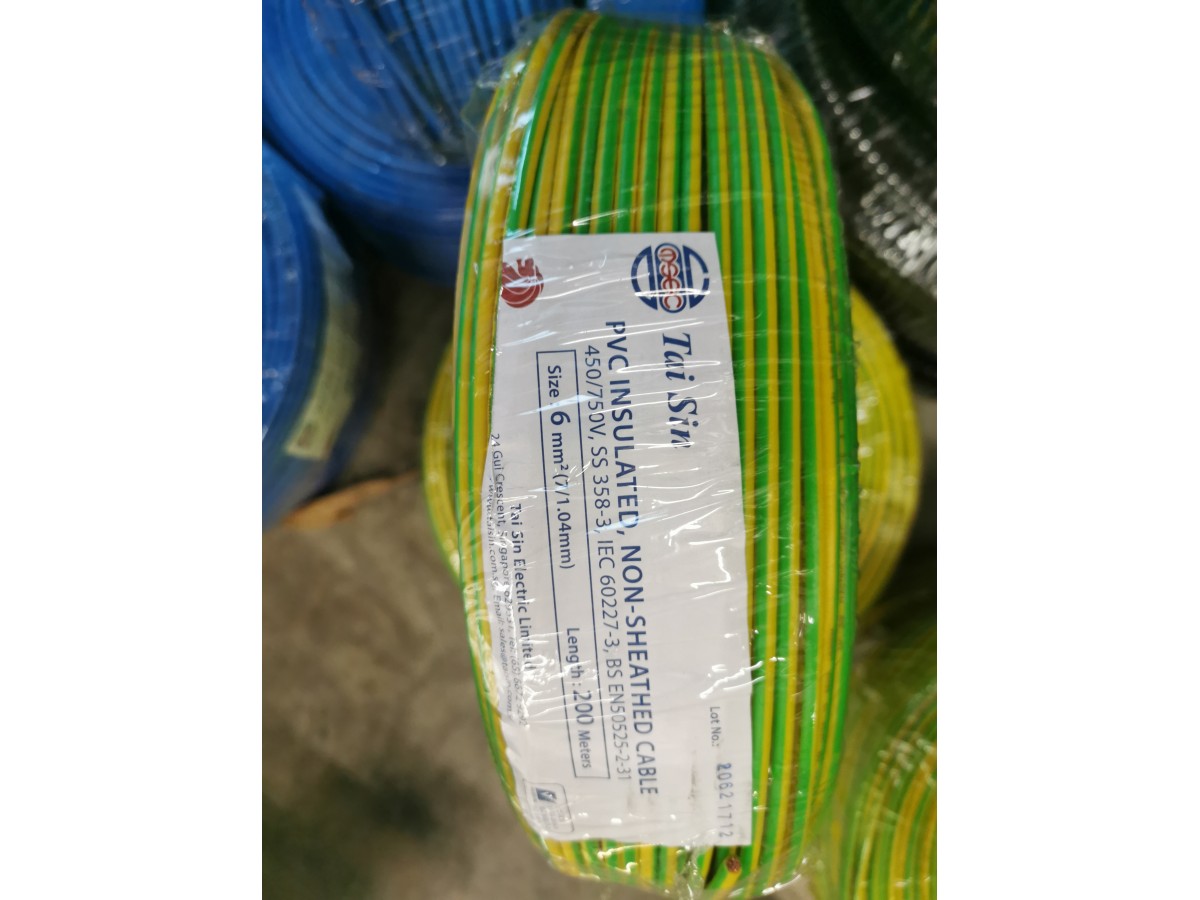 Tai Sin
PVC INSULATED, NON-SHEATHED CABLE
450/750V, SS 358-3, IEC 60227-3, BS EN50525-2-31
Size : 6 mm² (7/1.04mm) Length : 200 Meters
Tai Sin Electric Limited
24 Gul Crescent, Singapore
Lot No.: 20621712